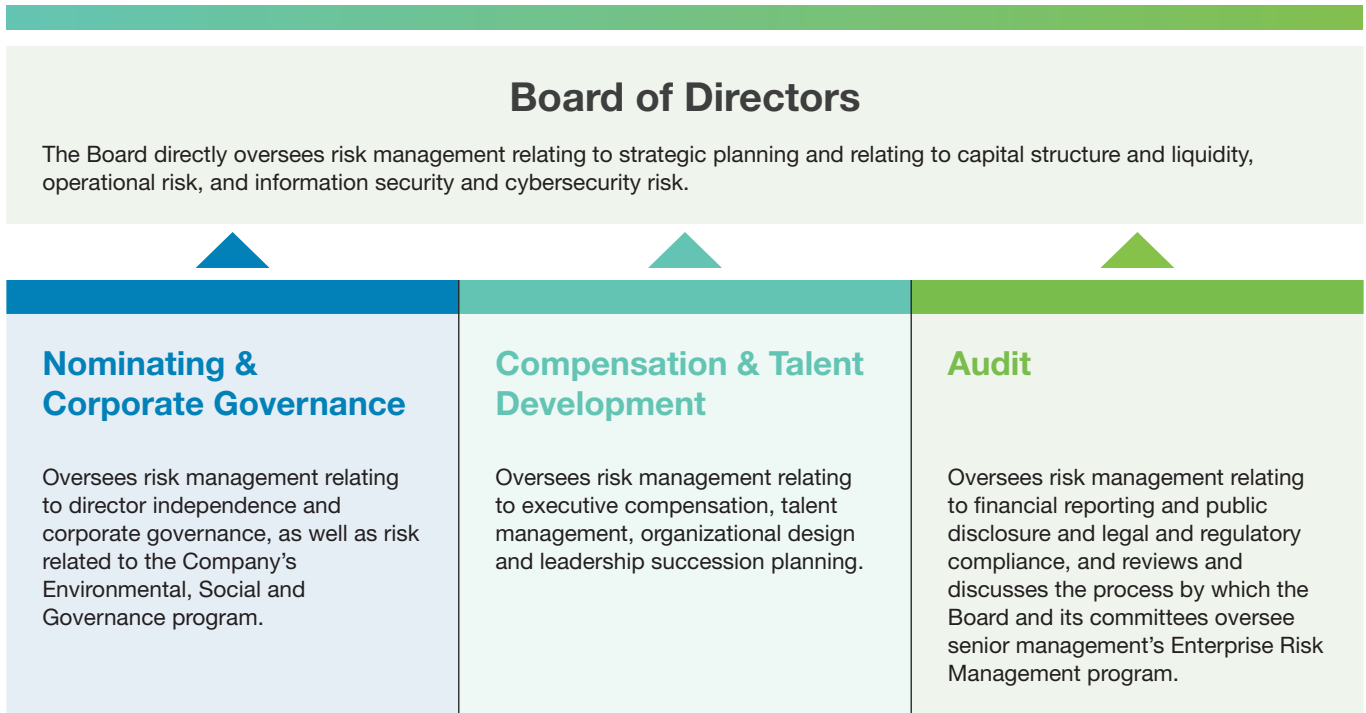 Board of Directors
The Board directly oversees risk management relating to strategic planning and relating to capital structure and liquidity,
operational risk, and information security and cybersecurity risk.
Nominating &
Corporate Governance
Oversees risk management relating
to director independence and
corporate governance, as well as risk
related to the Company’s
Environmental, Social and
Governance program.
Compensation & Talent
Development
Oversees risk management relating
to executive compensation, talent
management, organizational design
and leadership succession planning.
Audit
Oversees risk management relating
to financial reporting and public
disclosure and legal and regulatory
compliance, and reviews and
discusses the process by which the
Board and its committees oversee
senior management’s Enterprise Risk
Management program.